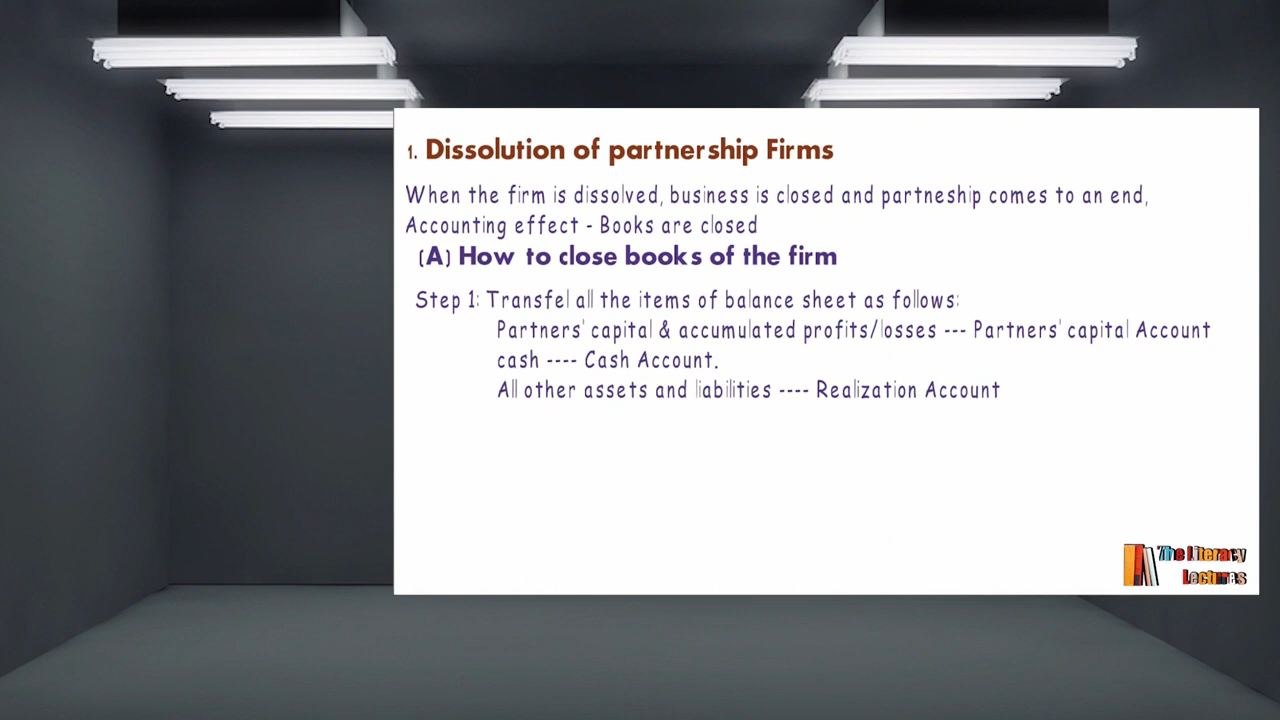 1. Dissolution of partnership Firms
When the firm is dissolved, business is closed and partneship comes to an end,
Accounting effect - Books are closed
(A) How to close books of the firm
Step 1: Transfel all the items of balance sheet as follows:
Partners' capital & accumulated profits/losses --- Partners' capital Account
cash ---- Cash Account.
All other assets and liabilities ---- Realization Account
The Literacy
Lectures